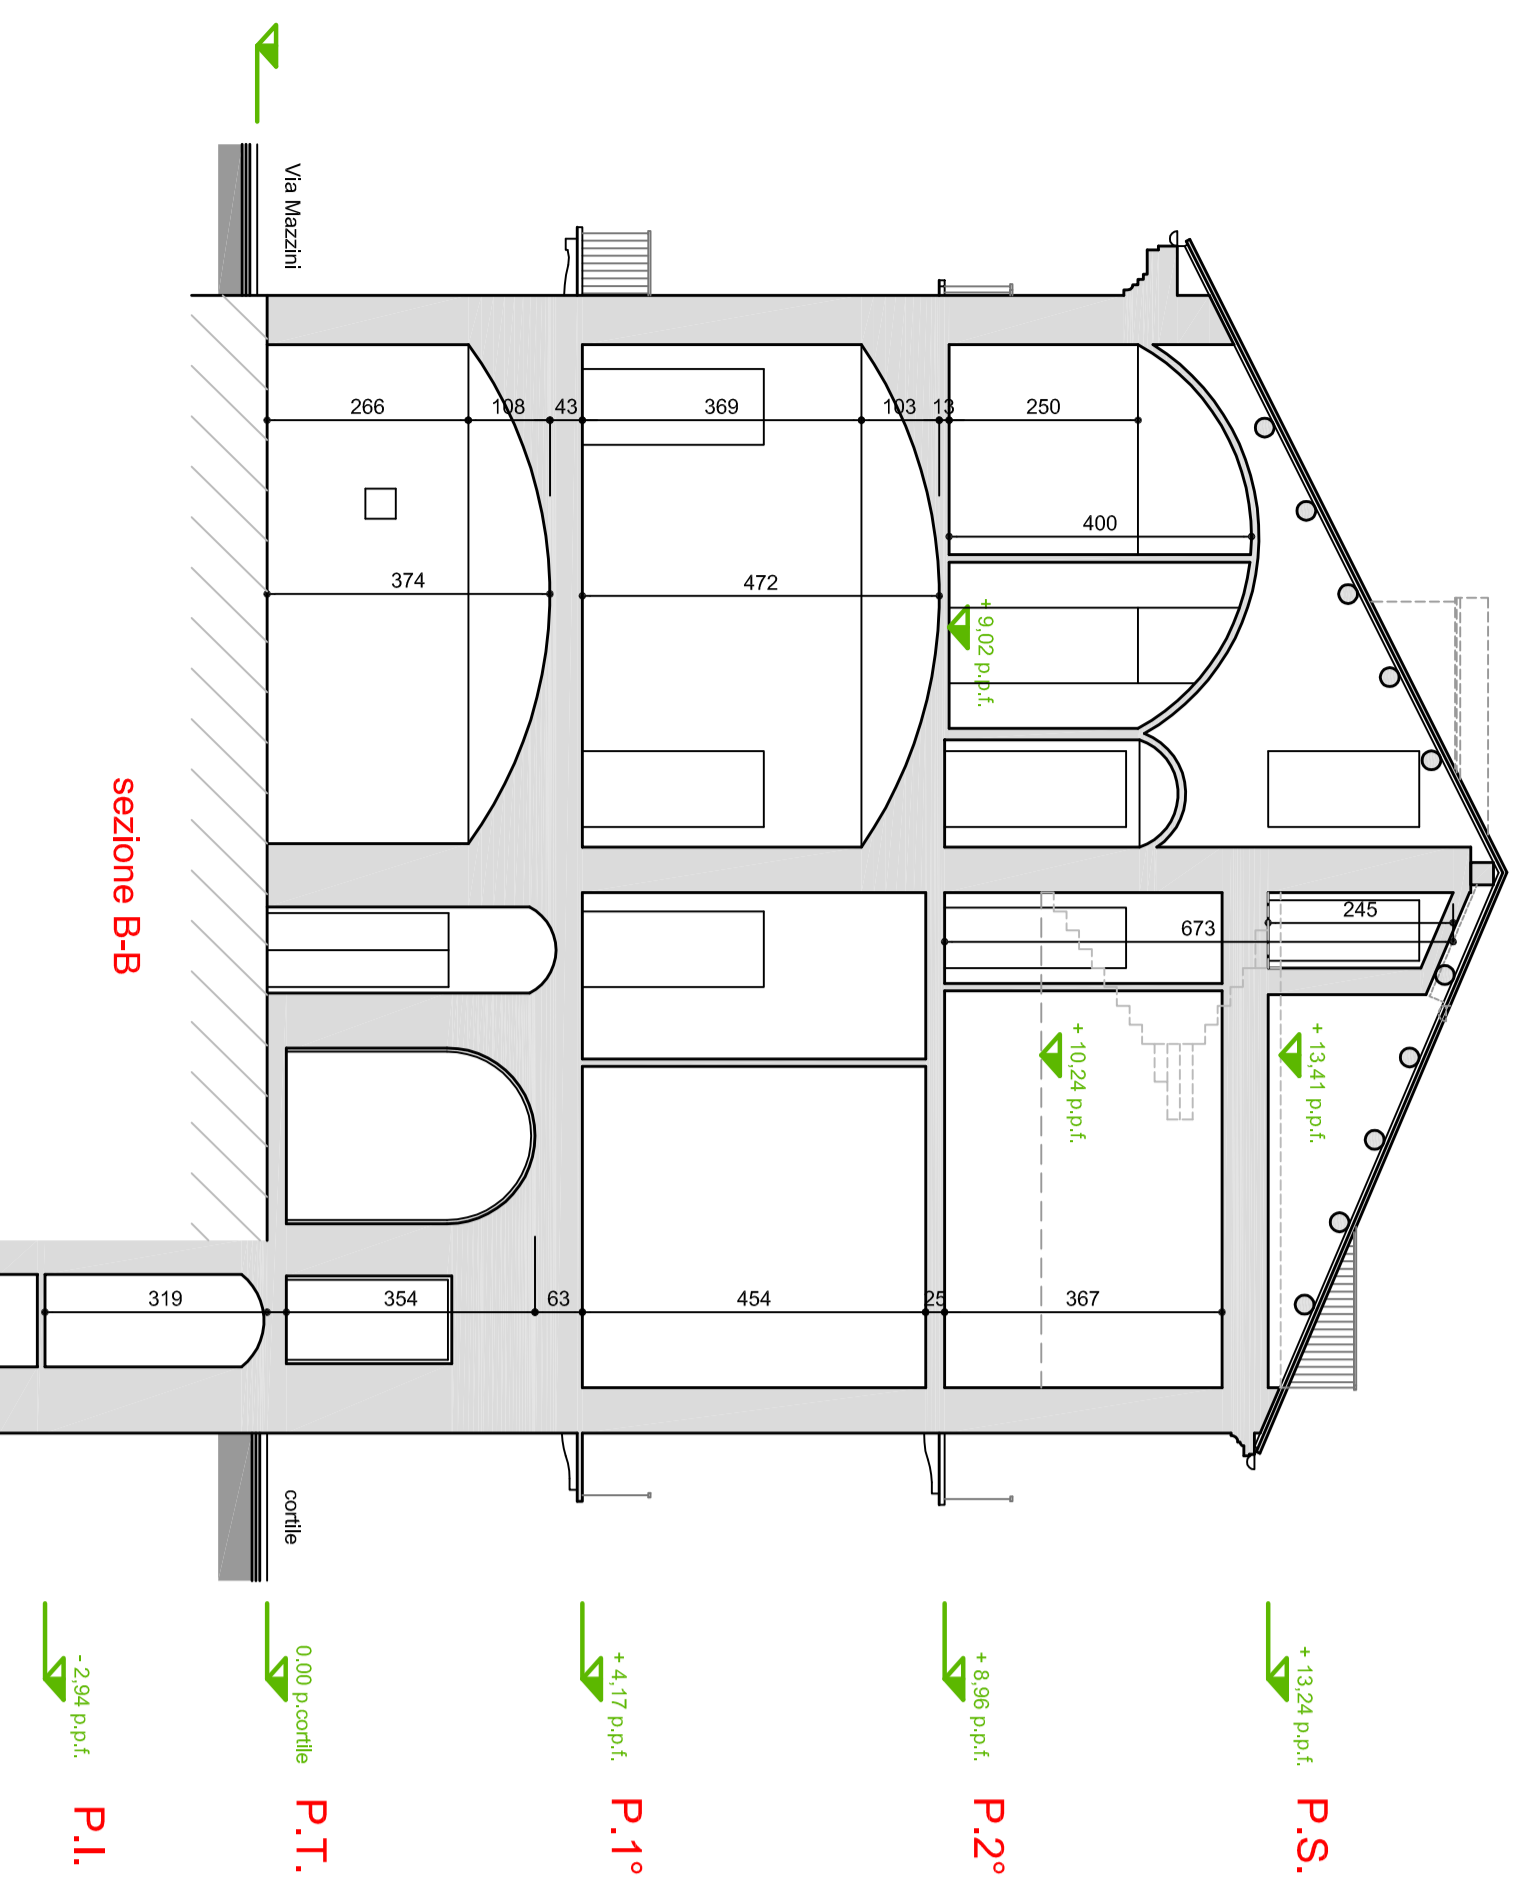 Via Mazzini
266
108
43
369
103
13
250
400
374
472
+ 9,02 p.p.f.
245
673
+ 10,24 p.p.f.
+ 13,41 p.p.f.
319
354
63
454
25
367
sezione B-B
cortile
- 2,94 p.p.f.
0.00 p.cortile
+ 4,17 p.p.f.
+ 8,96 p.p.f.
+ 13,24 p.p.f.
P.I.
P.T.
P.1°
P.2°
P.S.